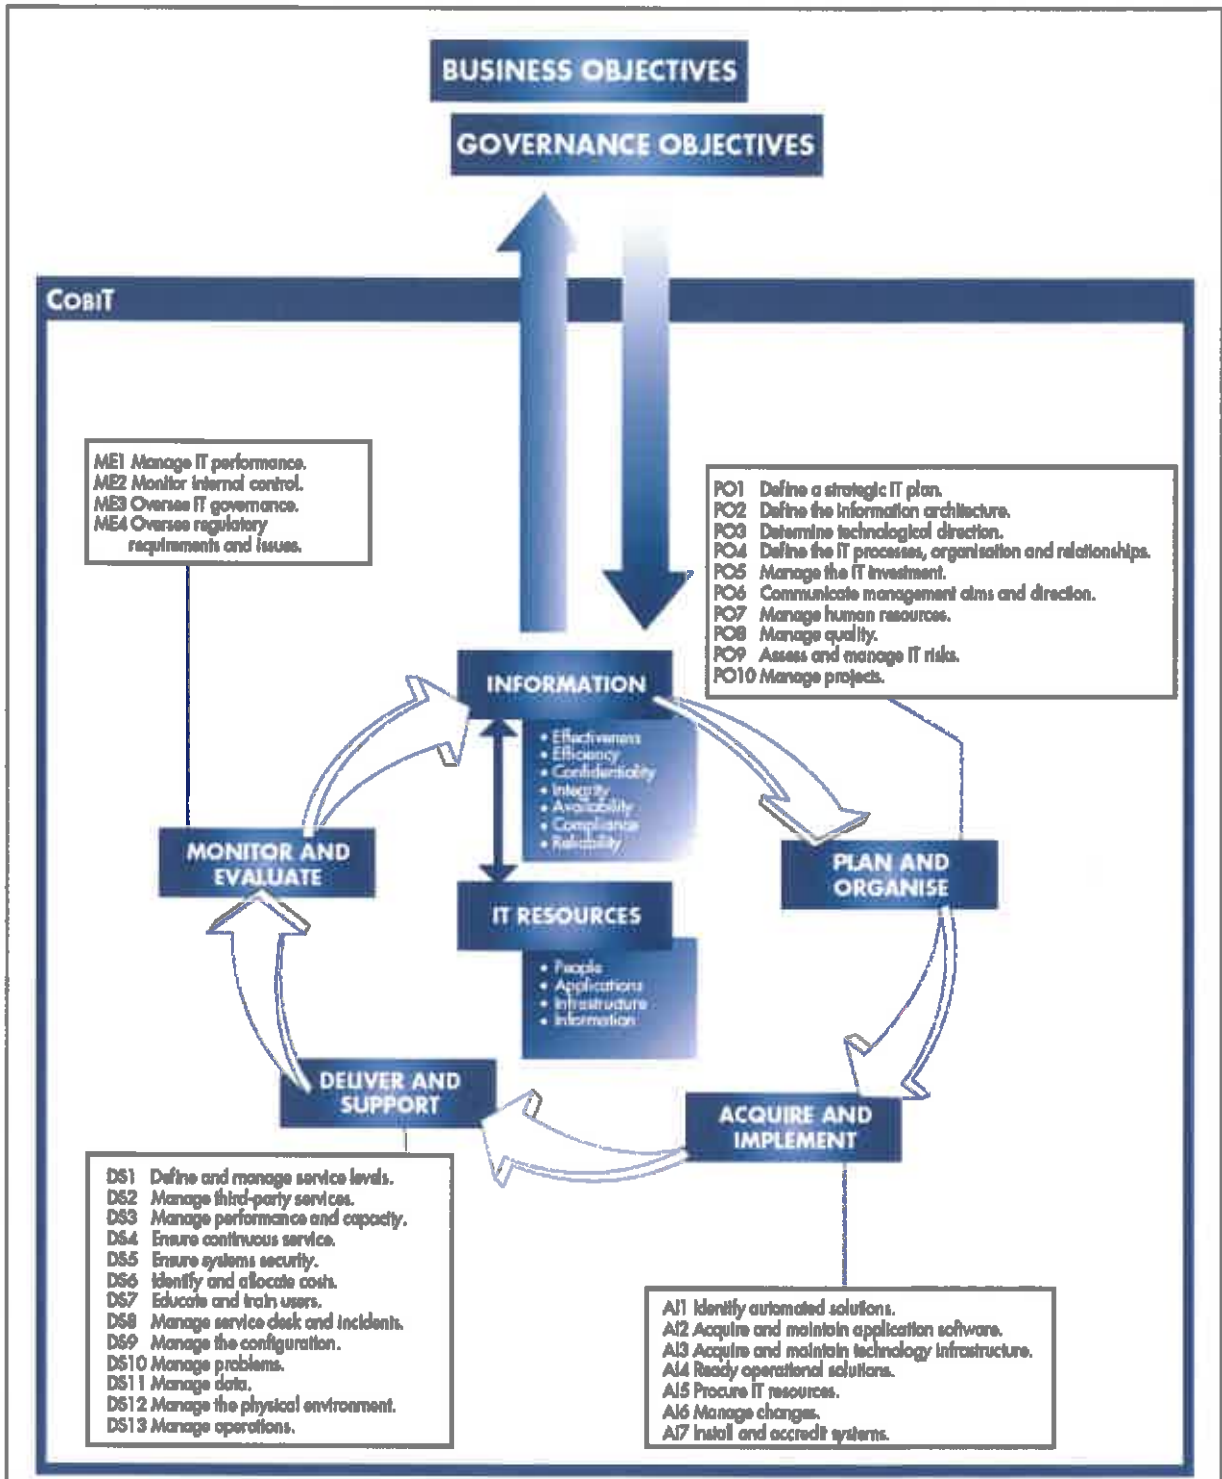 BUSINESS OBJECTIVES
GOVERNANCE OBJECTIVES
COBIT
ME1 Manage IT performance.
ME2 Monitor internal control.
ME3 Oversee IT governance.
ME4 Oversee regulatory
requirements and issues.
PO1 Define a strategic IT plan.
PO2 Define the information architecture.
PO3 Determine technological direction.
PO4 Define the IT processes, organisation and relationships.
PO5 Manage the IT investment.
PO6 Communicate management aims and direction.
PO7 Manage human resources.
PO8 Manage quality.
PO9 Assess and manage IT risks.
PO10 Manage projects.
INFORMATION
• Effectiveness
• Efficiency
• Confidentiality
• Integrity
• Availability
• Compliance
• Reliability
MONITOR AND
EVALUATE
PLAN AND
ORGANISE
IT RESOURCES
• People
• Applications
• Infrastructure
• Information
DELIVER AND
SUPPORT
ACQUIRE AND
IMPLEMENT
DS1 Define and manage service levels.
DS2 Manage third-party services.
DS3 Manage performance and capacity.
DS4 Ensure continuous service.
DS5 Ensure systems security.
DS6 Identify and allocate costs.
DS7 Educate and train users.
DS8 Manage service desk and incidents.
DS9 Manage the configuration.
DS10 Manage problems.
DS11 Manage data.
DS12 Manage the physical environment.
DS13 Manage operations.
AI1 Identify automated solutions.
AI2 Acquire and maintain application software.
AI3 Acquire and maintain technology infrastructure.
AI4 Ready operational solutions.
AI5 Procure IT resources.
AI6 Manage changes.
AI7 Install and accredit systems.